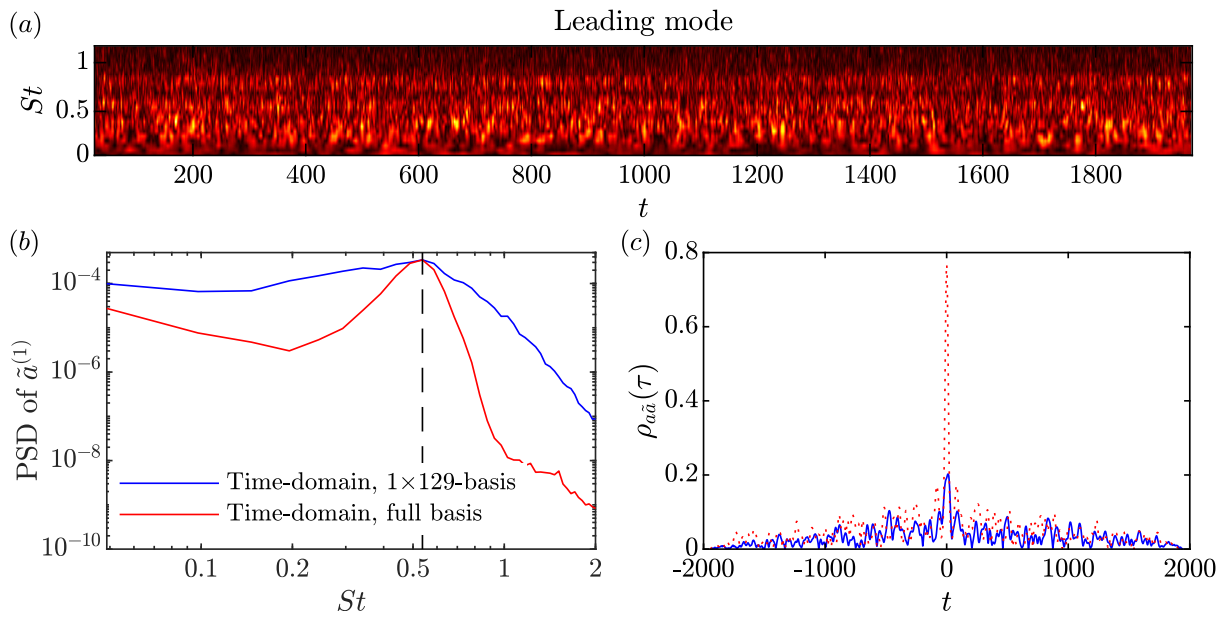 (a)
Leading mode
St
1
0.5
0
200 400 600 800 1000 1200 1400 1600 1800
t
(b)
PSD of ã⁽¹⁾
10⁻⁴
10⁻⁶
10⁻⁸
10⁻¹⁰
Time-domain, 1×129-basis
Time-domain, full basis
0.1 0.2 0.5 1 2
St
(c)
ρaã(τ)
0.8
0.6
0.4
0.2
0
-2000 -1000 0 1000 2000
t